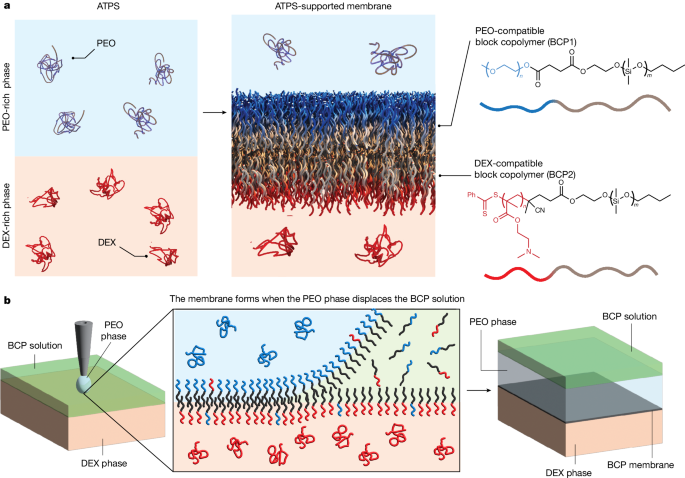 a
ATPS
ATPS-supported membrane
PEO-rich phase
PEO
DEX-rich phase
DEX
PEO-compatible
block copolymer (BCP1)
O
n
O
O
O
O
O
Si
O
m
DEX-compatible
block copolymer (BCP2)
Ph
S
S
n
CN
O
O
O
O
O
Si
O
m
O
N
b
The membrane forms when the PEO phase displaces the BCP solution
PEO
phase
BCP solution
DEX phase
PEO phase
BCP solution
DEX phase
BCP membrane